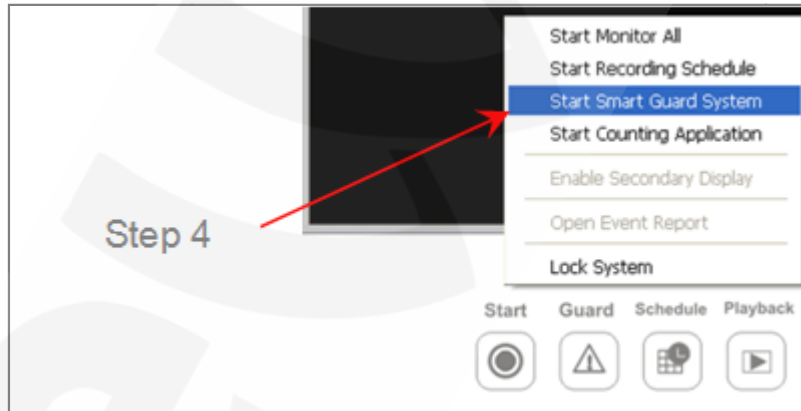 Start Monitor All
Start Recording Schedule
Start Smart Guard System
Start Counting Application
Enable Secondary Display
Open Event Report
Lock System
Step 4
Start Guard Schedule Playback